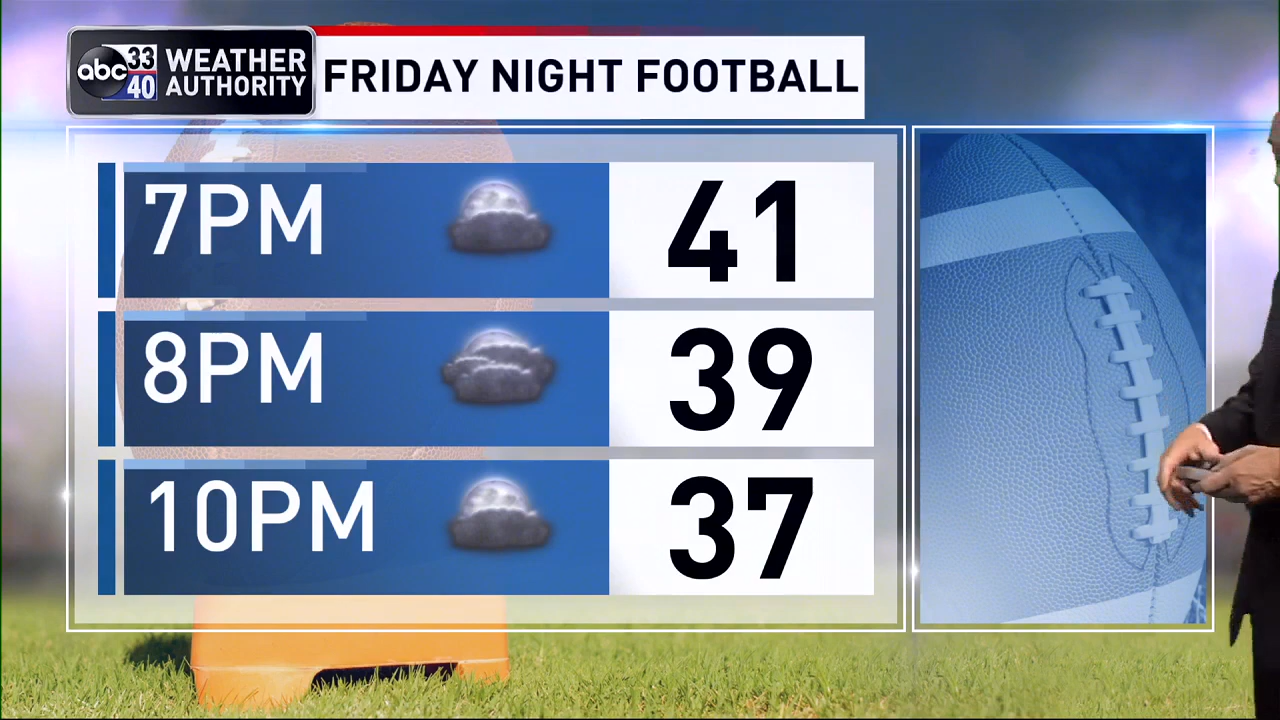 abc 33
40
WEATHER
AUTHORITY
FRIDAY NIGHT FOOTBALL
7PM 41
8PM 39
10PM 37